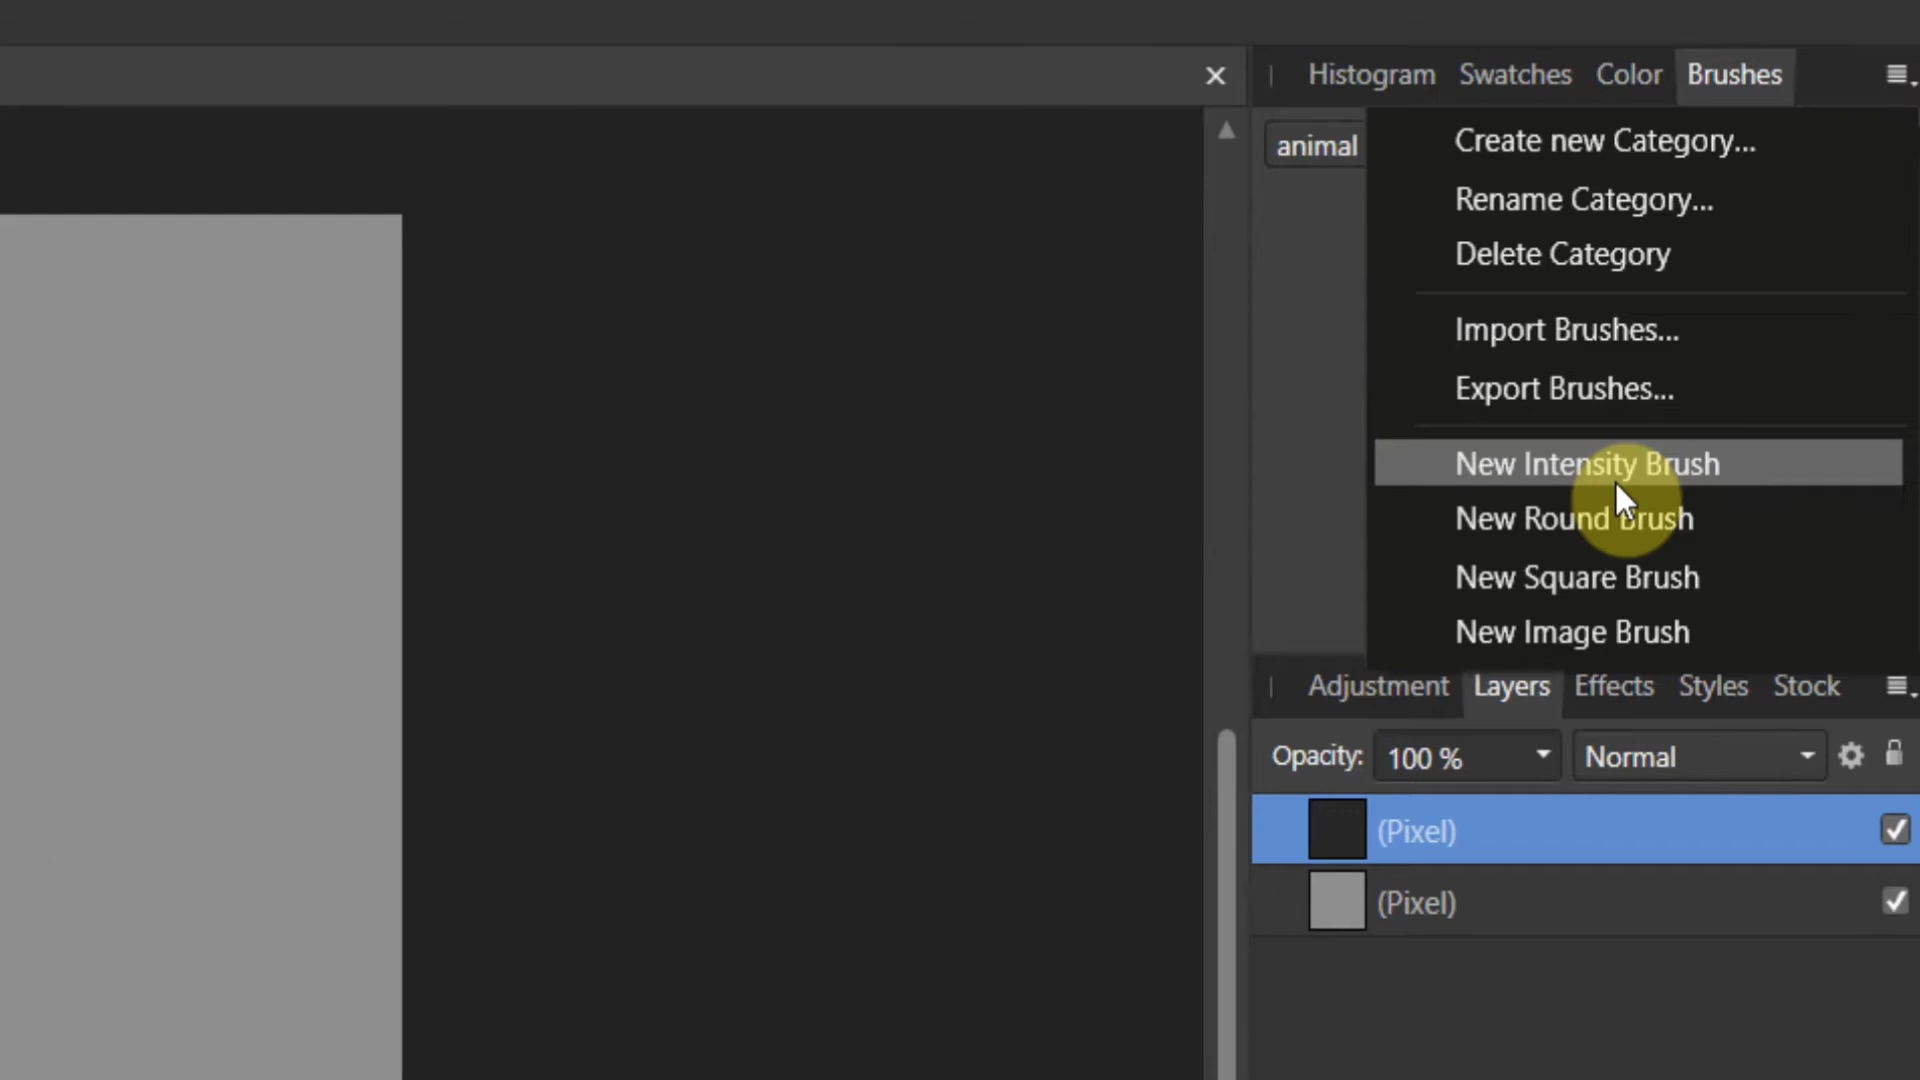 Histogram Swatches Color Brushes
animal
Create new Category...
Rename Category...
Delete Category
Import Brushes...
Export Brushes...
New Intensity Brush
New Round Brush
New Square Brush
New Image Brush
Adjustment Layers Effects Styles Stock
Opacity: 100 % Normal
(Pixel)
(Pixel)